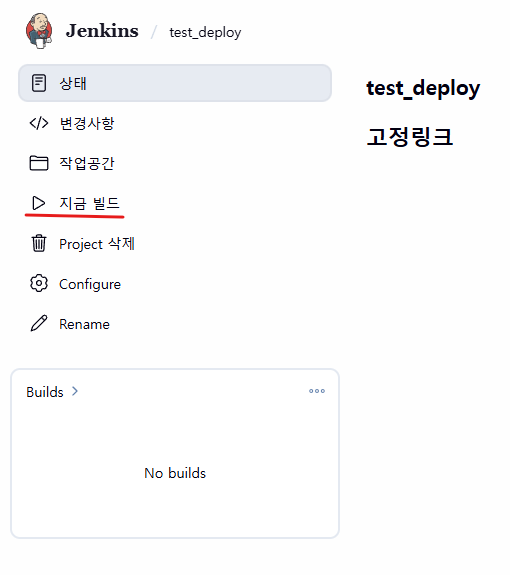 Jenkins / test_deploy
상태
변경사항
작업공간
지금 빌드
Project 삭제
Configure
Rename
Builds
No builds
test_deploy
고정링크